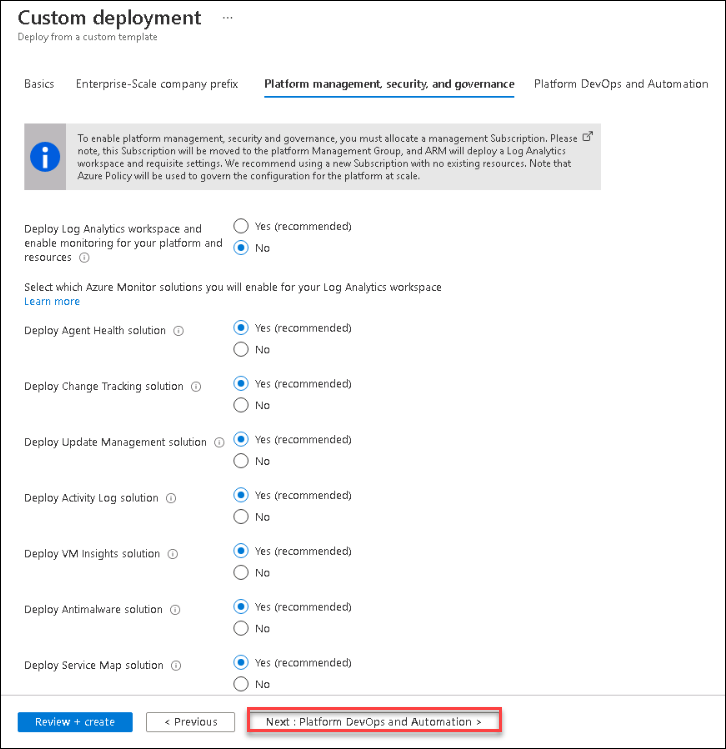 Custom deployment ...
Deploy from a custom template
Basics Enterprise-Scale company prefix Platform management, security, and governance Platform DevOps and Automation
To enable platform management, security and governance, you must allocate a management Subscription. Please
note, this Subscription will be moved to the platform Management Group, and ARM will deploy a Log Analytics
workspace and requisite settings. We recommend using a new Subscription with no existing resources. Note that
Azure Policy will be used to govern the configuration for the platform at scale.
Deploy Log Analytics workspace and
enable monitoring for your platform and
resources
Yes (recommended)
No
Select which Azure Monitor solutions you will enable for your Log Analytics workspace
Learn more
Deploy Agent Health solution
Yes (recommended)
No
Deploy Change Tracking solution
Yes (recommended)
No
Deploy Update Management solution
Yes (recommended)
No
Deploy Activity Log solution
Yes (recommended)
No
Deploy VM Insights solution
Yes (recommended)
No
Deploy Antimalware solution
Yes (recommended)
No
Deploy Service Map solution
Yes (recommended)
No
Review + create < Previous Next : Platform DevOps and Automation >